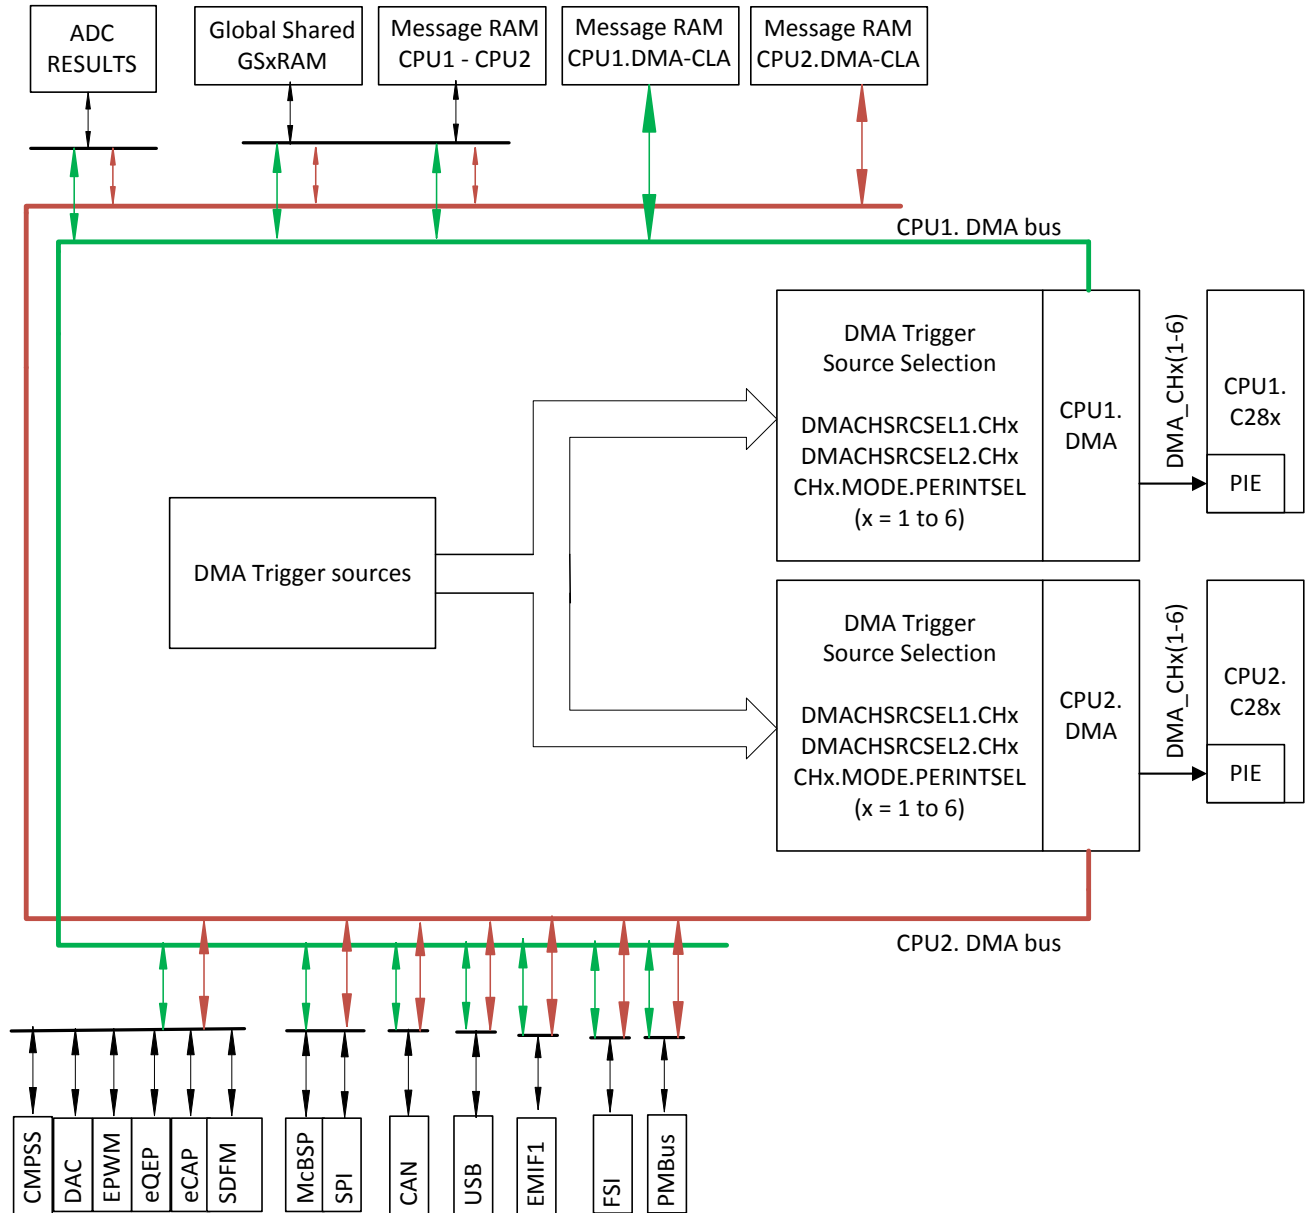 ADC
RESULTS
Global Shared
GSxRAM
Message RAM
CPU1 - CPU2
Message RAM
CPU1.DMA-CLA
Message RAM
CPU2.DMA-CLA
CPU1. DMA bus
DMA Trigger
Source Selection
DMACHSRCSEL1.CHx
DMACHSRCSEL2.CHx
CHx.MODE.PERINTSEL
(x = 1 to 6)
CPU1.
DMA
DMA_CHx(1-6)
CPU1.
C28x
PIE
DMA Trigger sources
DMA Trigger
Source Selection
DMACHSRCSEL1.CHx
DMACHSRCSEL2.CHx
CHx.MODE.PERINTSEL
(x = 1 to 6)
CPU2.
DMA
DMA_CHx(1-6)
CPU2.
C28x
PIE
CPU2. DMA bus
CMPSS
DAC
EPWM
eQEP
eCAP
SDFM
McBSP
SPI
CAN
USB
EMIF1
FSI
PMBus